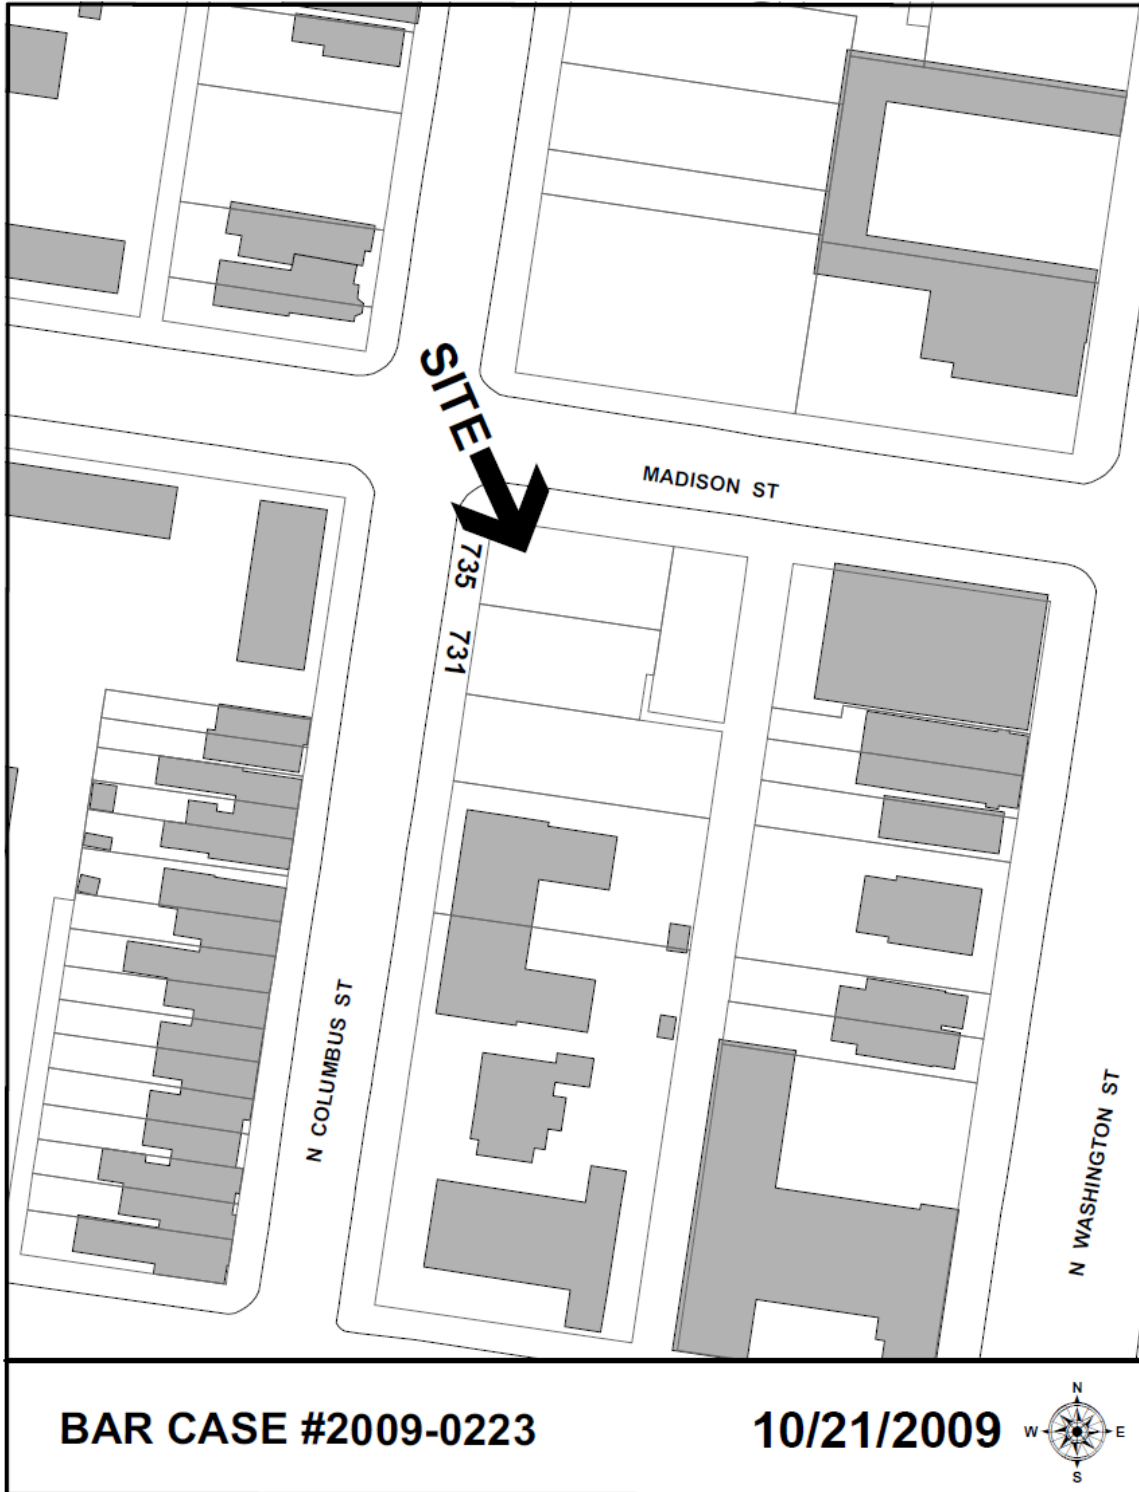 SITE
MADISON ST
735
731
N COLUMBUS ST
N WASHINGTON ST
BAR CASE #2009-0223
10/21/2009
N
W E
S